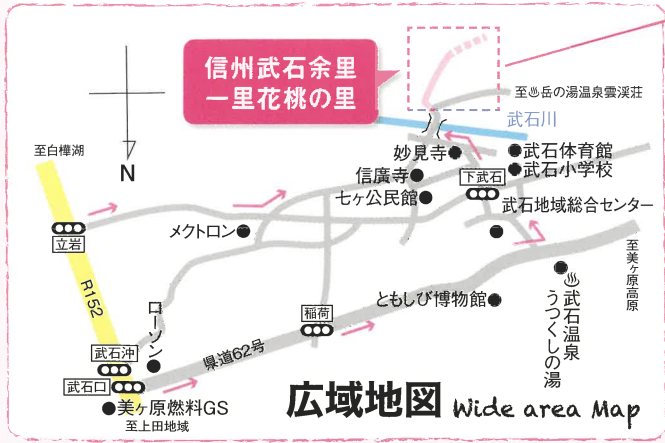 信州武石余里
一里花桃の里
至♨岳の湯温泉雲渓荘
武石川
至白樺湖
N
妙見寺
武石体育館
武石小学校
信廣寺
下武石
七ヶ公民館
武石地域総合センター
メクトロン
立岩
R152
至美ヶ原高原
ともしび博物館
♨武石温泉
うつくしの湯
稲荷
ローソン
県道62号
武石沖
武石口
美ヶ原燃料GS
至上田地域
広域地図 Wide area Map